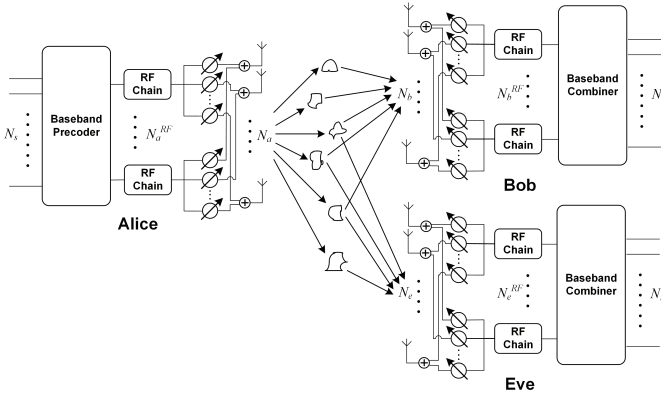 N_s
Baseband
Precoder
RF
Chain
N_a^{RF}
RF
Chain
Alice
N_a
N_b
RF
Chain
N_b^{RF}
RF
Chain
Baseband
Combiner
Bob
N_e
RF
Chain
N_e^{RF}
RF
Chain
Baseband
Combiner
Eve